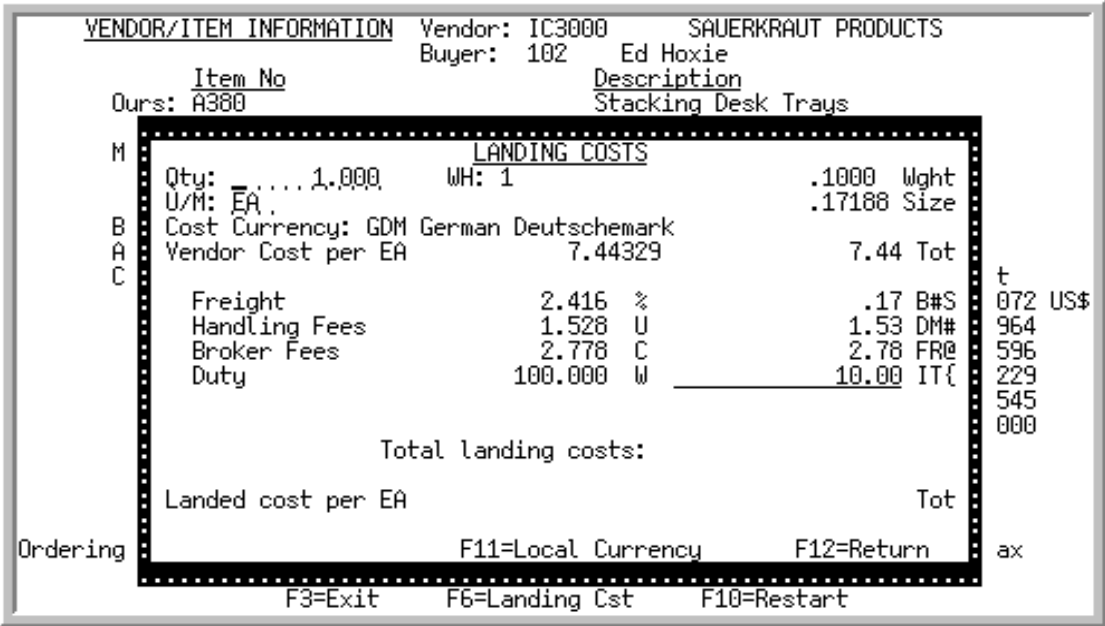 VENDOR/ITEM INFORMATION Vendor: IC3000 SAUERKRAUT PRODUCTS
Buyer: 102 Ed Hoxie
Item No Description
Ours: A380 Stacking Desk Trays
M LANDING COSTS
Qty: _ . . . . 1.000 WH: 1 .1000 Wght
U/M: EA . .17188 Size
B Cost Currency: GDM German Deutschemark
A Vendor Cost per EA 7.44329 7.44 Tot
C t
Freight 2.416 % .17 B#S 072 US$
Handling Fees 1.528 U 1.53 DM# 964
Broker Fees 2.778 C 2.78 FR@ 596
Duty 100.000 W 10.00 IT{ 229
545
000
Total landing costs:
Landed cost per EA Tot
Ordering F11=Local Currency F12=Return ax
F3=Exit F6=Landing Cst F10=Restart